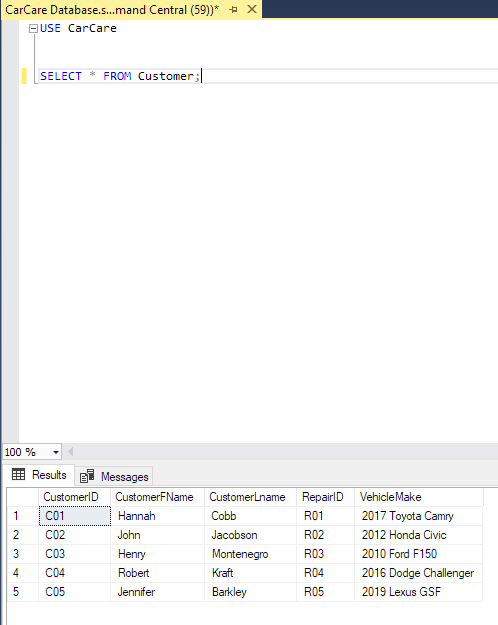 CarCare Database.s...mand Central (59))*
USE CarCare
SELECT * FROM Customer;
100 %
Results Messages
CustomerID CustomerFName CustomerLname RepairID VehicleMake
1 C01 Hannah Cobb R01 2017 Toyota Camry
2 C02 John Jacobson R02 2012 Honda Civic
3 C03 Henry Montenegro R03 2010 Ford F150
4 C04 Robert Kraft R04 2016 Dodge Challenger
5 C05 Jennifer Barkley R05 2019 Lexus GSF